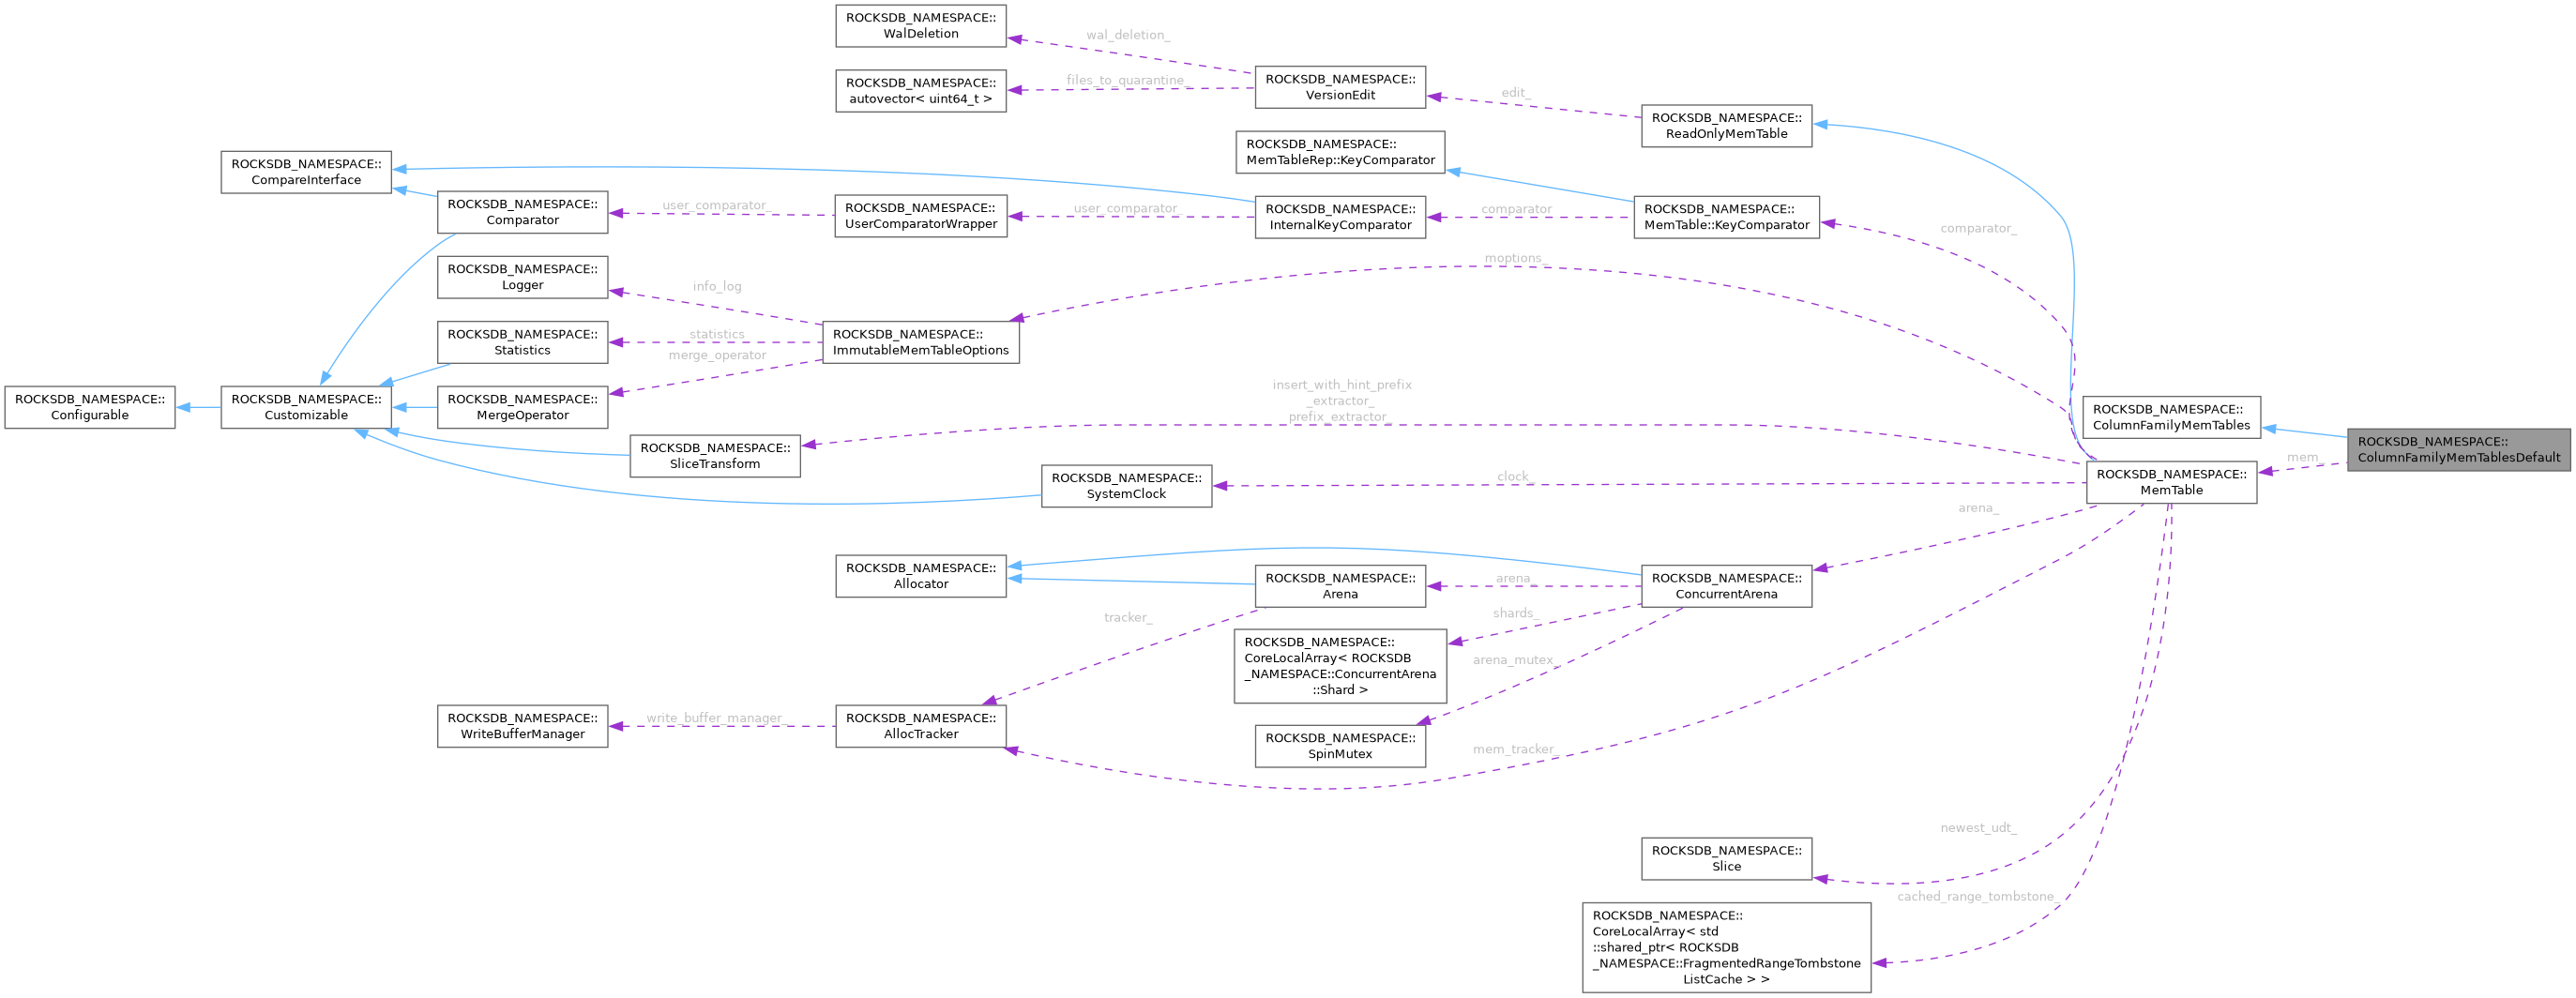 ROCKSDB_NAMESPACE::
WalDeletion
wal_deletion_
ROCKSDB_NAMESPACE::
autovector< uint64_t >
files_to_quarantine_
ROCKSDB_NAMESPACE::
VersionEdit
edit_
ROCKSDB_NAMESPACE::
ReadOnlyMemTable
ROCKSDB_NAMESPACE::
MemTableRep::KeyComparator
ROCKSDB_NAMESPACE::
CompareInterface
ROCKSDB_NAMESPACE::
Comparator
user_comparator_
ROCKSDB_NAMESPACE::
UserComparatorWrapper
user_comparator_
ROCKSDB_NAMESPACE::
InternalKeyComparator
comparator
ROCKSDB_NAMESPACE::
MemTable::KeyComparator
comparator_
moptions_
ROCKSDB_NAMESPACE::
Logger
info_log
ROCKSDB_NAMESPACE::
Statistics
statistics
merge_operator
ROCKSDB_NAMESPACE::
ImmutableMemTableOptions
ROCKSDB_NAMESPACE::
Configurable
ROCKSDB_NAMESPACE::
Customizable
ROCKSDB_NAMESPACE::
MergeOperator
insert_with_hint_prefix
_extractor_
prefix_extractor_
ROCKSDB_NAMESPACE::
ColumnFamilyMemTables
ROCKSDB_NAMESPACE::
ColumnFamilyMemTablesDefault
mem_
ROCKSDB_NAMESPACE::
SliceTransform
ROCKSDB_NAMESPACE::
SystemClock
clock_
ROCKSDB_NAMESPACE::
MemTable
arena_
ROCKSDB_NAMESPACE::
Allocator
ROCKSDB_NAMESPACE::
Arena
arena_
ROCKSDB_NAMESPACE::
ConcurrentArena
tracker_
shards_
ROCKSDB_NAMESPACE::
CoreLocalArray< ROCKSDB
_NAMESPACE::ConcurrentArena
::Shard >
arena_mutex_
ROCKSDB_NAMESPACE::
WriteBufferManager
write_buffer_manager_
ROCKSDB_NAMESPACE::
AllocTracker
ROCKSDB_NAMESPACE::
SpinMutex
mem_tracker_
newest_udt_
ROCKSDB_NAMESPACE::
Slice
cached_range_tombstone_
ROCKSDB_NAMESPACE::
CoreLocalArray< std
::shared_ptr< ROCKSDB
_NAMESPACE::FragmentedRangeTombstone
ListCache > >